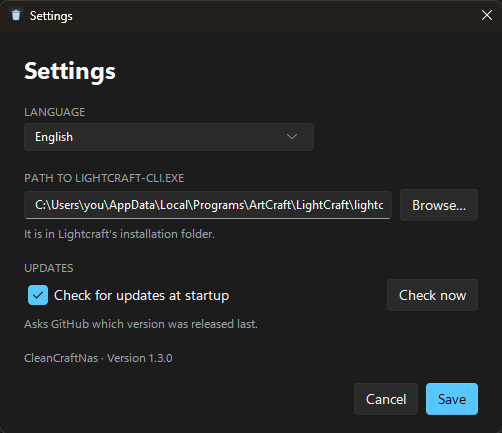 Settings
Settings
LANGUAGE
English
PATH TO LIGHTCRAFT-CLI.EXE
C:\Users\you\AppData\Local\Programs\ArtCraft\LightCraft\lightc
Browse...
It is in Lightcraft's installation folder.
UPDATES
Check for updates at startup
Check now
Asks GitHub which version was released last.
CleanCraftNas · Version 1.3.0
Cancel
Save